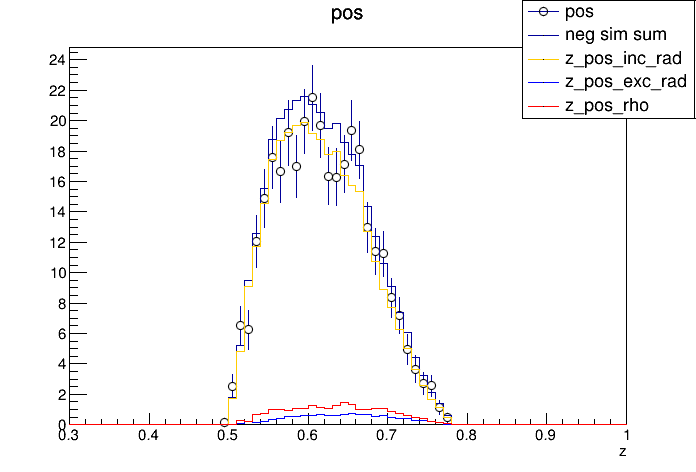 pos
pos
neg sim sum
z_pos_inc_rad
z_pos_exc_rad
z_pos_rho
24
22
20
18
16
14
12
10
8
6
4
2
0
0.3 0.4 0.5 0.6 0.7 0.8 0.9 1
z